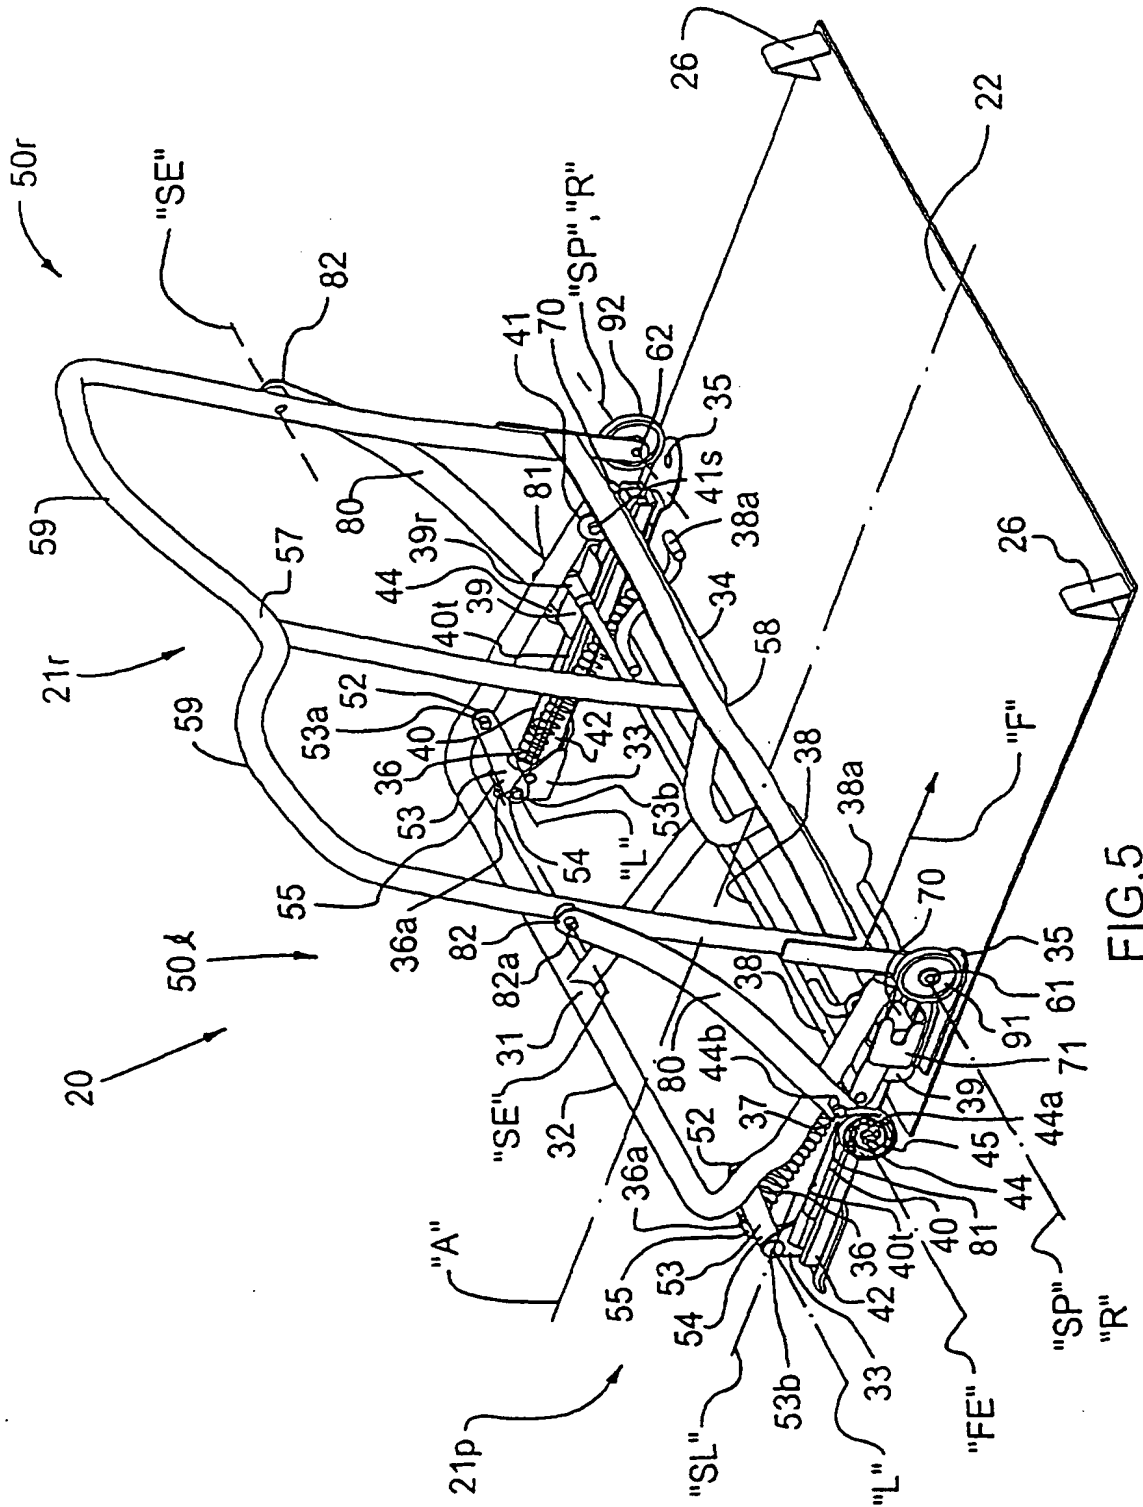 20
50ℓ
21r
50r
"A"
"SE"
59
57
59
"SE"
82
21p
"SL"
"L"
53b
33
54
53
55
36a
52
32
31
82a
82
36a
55
53
54
"L"
53b
36
40
53a
52
33
42
40t
39
44
39r
81
80
41
70
"SP","R"
92
62
35
41s
38a
34
58
26
22
26
"FE"
42
36
40t
40
81
44
45
44a
37
44b
80
80
38
38
38a
"F"
39
71
91
61
35
70
"SP"
"R"
FIG.5